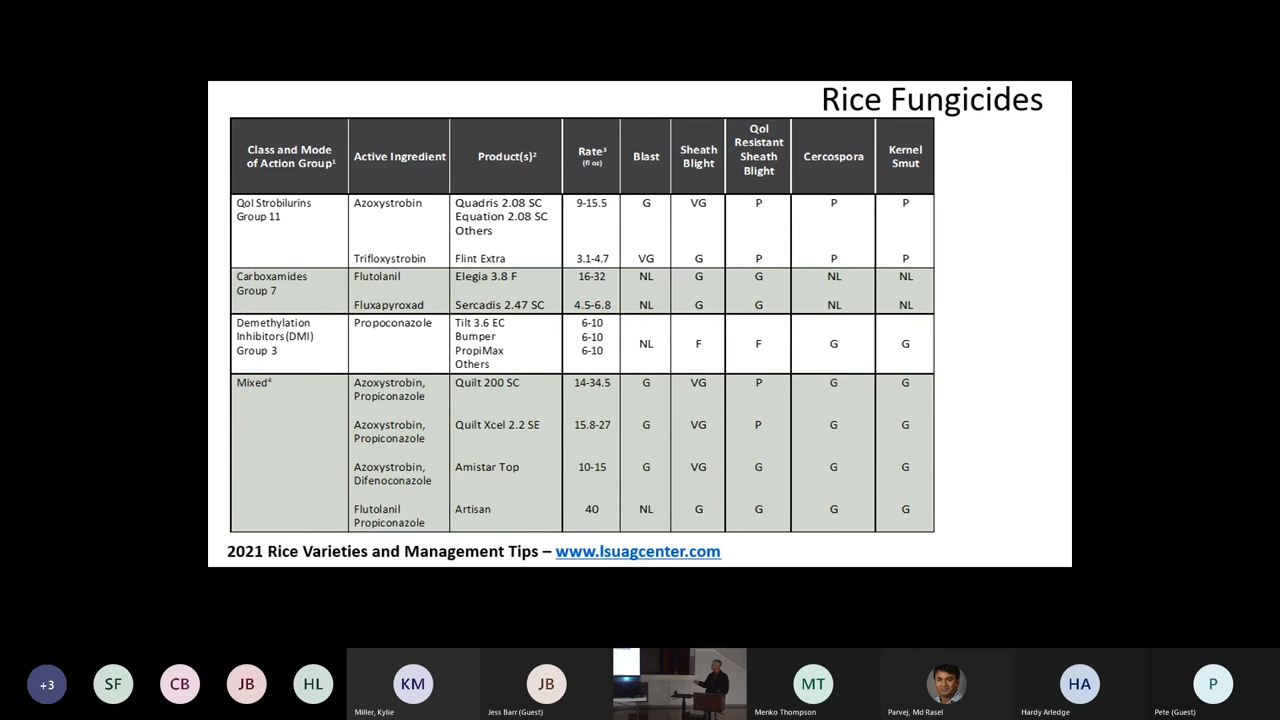 Rice Fungicides
Class and Mode of Action Group¹ Active Ingredient Product(s)² Rate³ (fl oz) Blast Sheath Blight QoI Resistant Sheath Blight Cercospora Kernel Smut
QoI Strobilurins Azoxystrobin Quadris 2.08 SC 9-15.5 G VG P P P
Group 11 Equation 2.08 SC
Others
Trifloxystrobin Flint Extra 3.1-4.7 VG G P P P
Carboxamides Flutolanil Elegia 3.8 F 16-32 NL G G NL NL
Group 7
Fluxapyroxad Sercadis 2.47 SC 4.5-6.8 NL G G NL NL
Demethylation Propoconazole Tilt 3.6 EC 6-10
Inhibitors(DMI) Bumper 6-10 NL F F G G
Group 3 PropiMax 6-10
Others
Mixed⁴ Azoxystrobin, Quilt 200 SC 14-34.5 G VG P G G
Propiconazole
Azoxystrobin, Quilt Xcel 2.2 SE 15.8-27 G VG P G G
Propiconazole
Azoxystrobin, Amistar Top 10-15 G VG G G G
Difenoconazole
Flutolanil Artisan 40 NL G G G G
Propiconazole
2021 Rice Varieties and Management Tips – www.lsuagcenter.com
+3 SF CB JB HL KM JB MT HA P
Miller, Kylie Jess Barr (Guest) Menko Thompson Parvej, Md Rasel Hardy Arledge Pete (Guest)